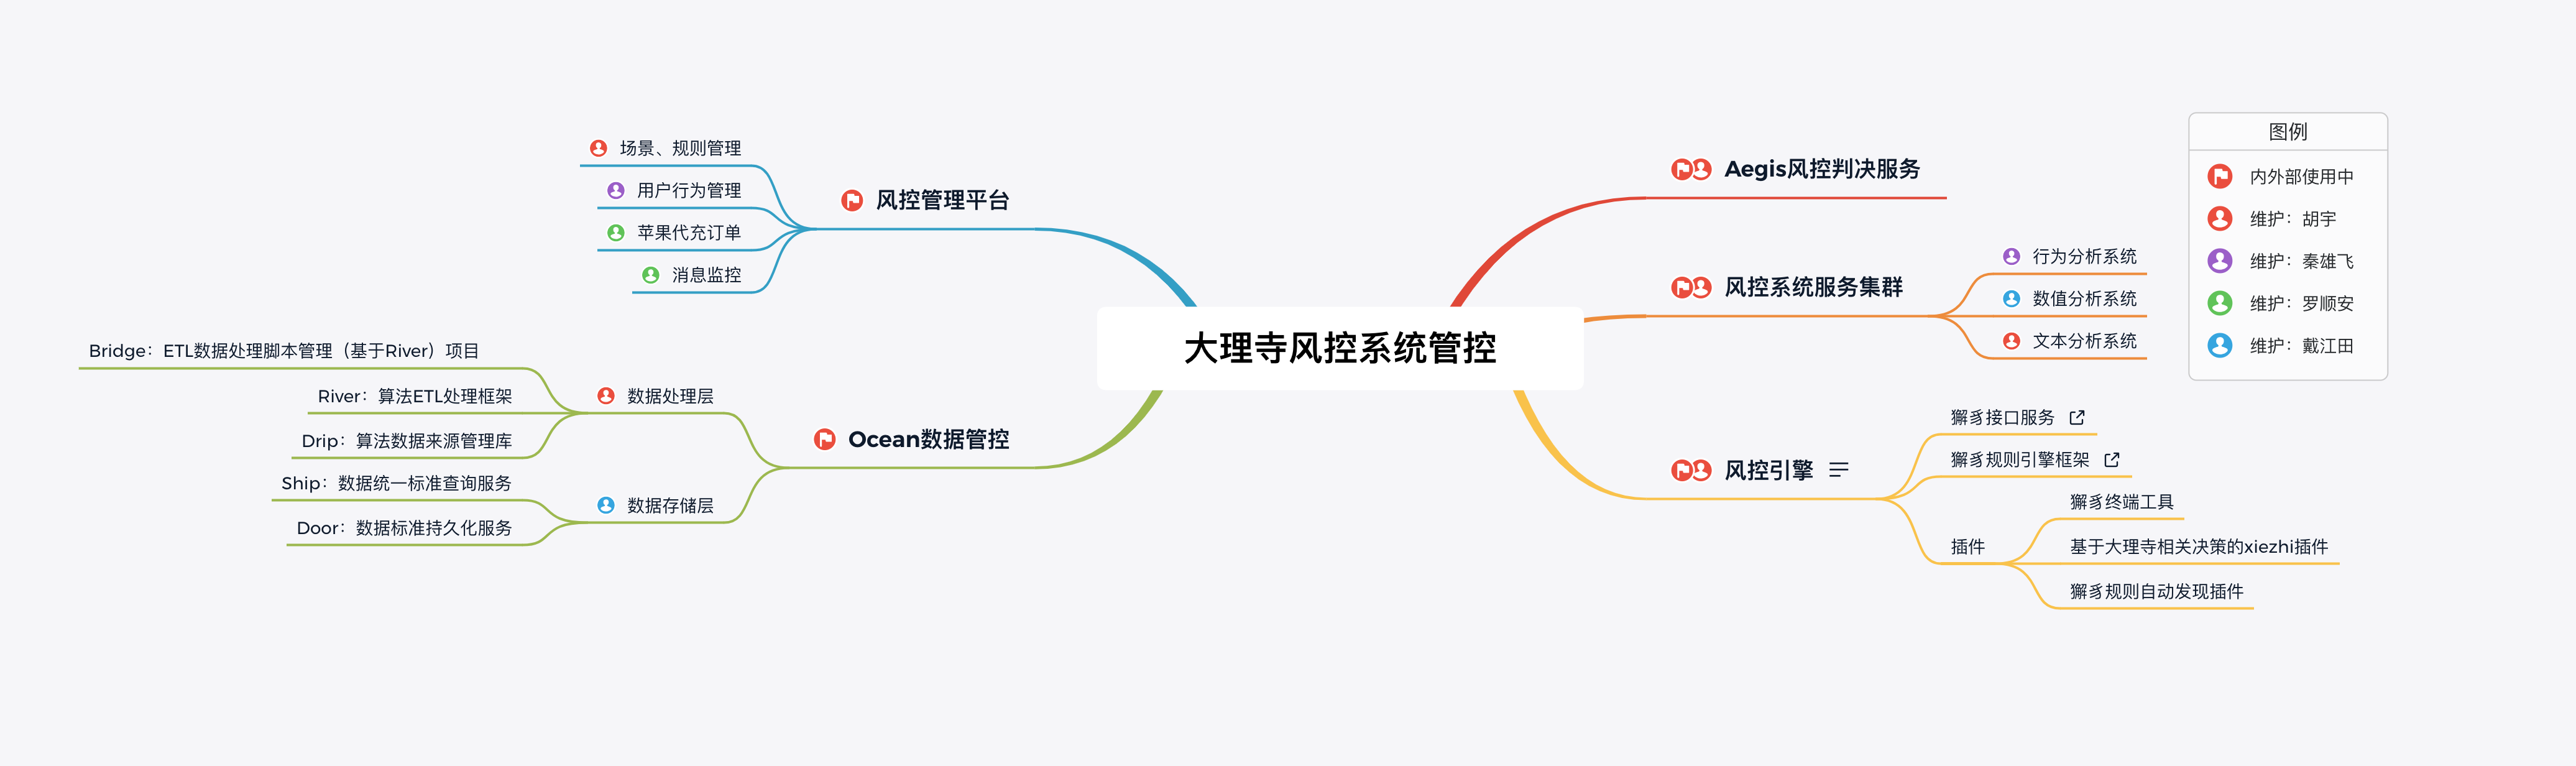 大理寺风控系统管控
Aegis风控判决服务
风控系统服务集群
行为分析系统
数值分析系统
文本分析系统
风控引擎
獬豸接口服务
獬豸规则引擎框架
插件
獬豸终端工具
基于大理寺相关决策的xiezhi插件
獬豸规则自动发现插件
风控管理平台
场景、规则管理
用户行为管理
苹果代充订单
消息监控
Ocean数据管控
数据处理层
Bridge：ETL数据处理脚本管理（基于River）项目
River：算法ETL处理框架
Drip：算法数据来源管理库
数据存储层
Ship：数据统一标准查询服务
Door：数据标准持久化服务
图例
内外部使用中
维护：胡宇
维护：秦雄飞
维护：罗顺安
维护：戴江田